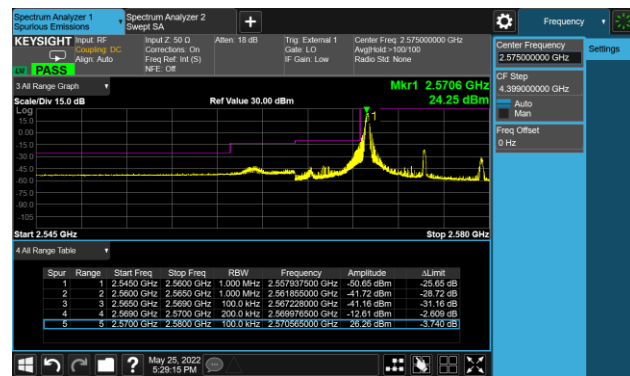 Spectrum Analyzer 1
Spurious Emissions
Spectrum Analyzer 2
Swept SA
Frequency
KEYSIGHT
Input: RF
Coupling: DC
Align: Auto
Input Z: 50 Ω
Corrections: On
Freq Ref: Int (S)
NFE: Off
Atten: 18 dB
Trig: External 1
Gate: LO
IF Gain: Low
Center Freq: 2.575000000 GHz
Avg|Hold:>100/100
Radio Std: None
PASS
Center Frequency
2.575000000 GHz
Settings
CF Step
4.399000000 GHz
Auto
Man
Freq Offset
0 Hz
3 All Range Graph
Mkr1 2.5706 GHz
24.25 dBm
Scale/Div 15.0 dB
Ref Value 30.00 dBm
Log
15.0
0.00
-15.0
-30.0
-45.0
-60.0
-75.0
-90.0
-105
1
Start 2.545 GHz
Stop 2.580 GHz
4 All Range Table
Spur Range Start Freq Stop Freq RBW Frequency Amplitude ΔLimit
1 1 2.5450 GHz 2.5600 GHz 1.000 MHz 2.557937500 GHz -50.65 dBm -25.65 dB
2 2 2.5600 GHz 2.5650 GHz 1.000 MHz 2.561855000 GHz -41.72 dBm -28.72 dB
3 3 2.5650 GHz 2.5690 GHz 100.0 kHz 2.567228000 GHz -41.16 dBm -31.16 dB
4 4 2.5690 GHz 2.5700 GHz 200.0 kHz 2.569976500 GHz -12.61 dBm -2.609 dB
5 5 2.5700 GHz 2.5800 GHz 100.0 kHz 2.570565000 GHz 26.26 dBm -3.740 dB
May 25, 2022
5:29:15 PM